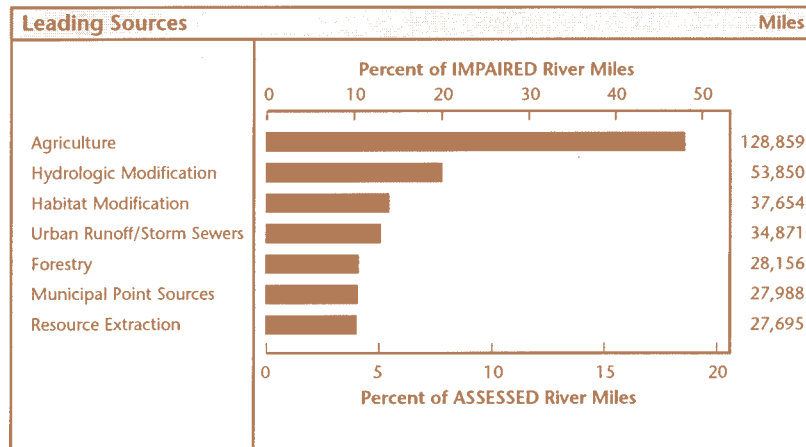 Leading Sources Miles
Percent of IMPAIRED River Miles
0 10 20 30 40 50
Agriculture 128,859
Hydrologic Modification 53,850
Habitat Modification 37,654
Urban Runoff/Storm Sewers 34,871
Forestry 28,156
Municipal Point Sources 27,988
Resource Extraction 27,695
0 5 10 15 20
Percent of ASSESSED River Miles